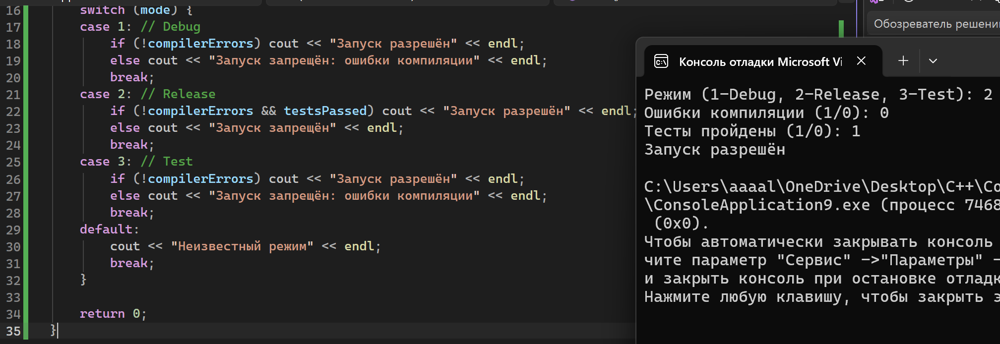 16 switch (mode) {
17 case 1: // Debug
18 if (!compilerErrors) cout << "Запуск разрешён" << endl;
19 else cout << "Запуск запрещён: ошибки компиляции" << endl;
20 break;
21 case 2: // Release
22 if (!compilerErrors && testsPassed) cout << "Запуск разрешён" << endl;
23 else cout << "Запуск запрещён" << endl;
24 break;
25 case 3: // Test
26 if (!compilerErrors) cout << "Запуск разрешён" << endl;
27 else cout << "Запуск запрещён: ошибки компиляции" << endl;
28 break;
29 default:
30 cout << "Неизвестный режим" << endl;
31 break;
32 }
33
34 return 0;
35 }
Обозреватель решени
Консоль отладки Microsoft Vi
Режим (1-Debug, 2-Release, 3-Test): 2
Ошибки компиляции (1/0): 0
Тесты пройдены (1/0): 1
Запуск разрешён
C:\Users\aaaal\OneDrive\Desktop\C++\Co
\ConsoleApplication9.exe (процесс 7468
(0x0).
Чтобы автоматически закрывать консоль
чите параметр "Сервис" ->"Параметры" -
и закрыть консоль при остановке отладк
Нажмите любую клавишу, чтобы закрыть э